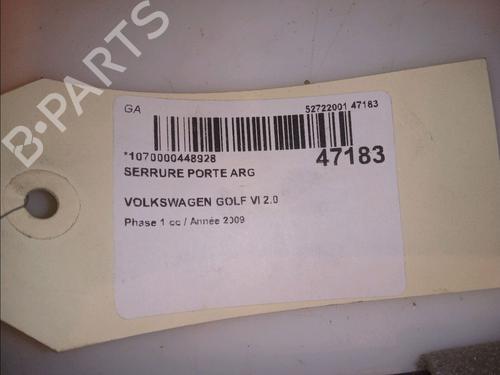 B-PARTS
GA
52722001 47183
*1070000448928
47183
SERRURE PORTE ARG
VOLKSWAGEN GOLF VI 2.0
Phase 1 cc / Année 2009